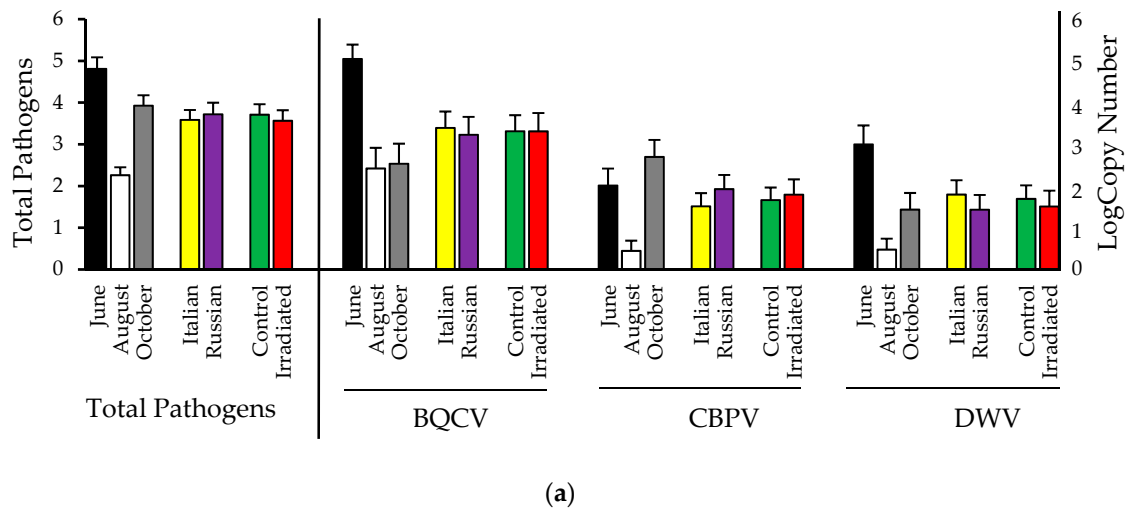 6
5
4
3
2
1
0
Total Pathogens
6
5
4
3
2
1
0
LogCopy Number
June
August
October
Italian
Russian
Control
Irradiated
June
August
October
Italian
Russian
Control
Irradiated
June
August
October
Italian
Russian
Control
Irradiated
June
August
October
Italian
Russian
Control
Irradiated
Total Pathogens
BQCV
CBPV
DWV
(a)